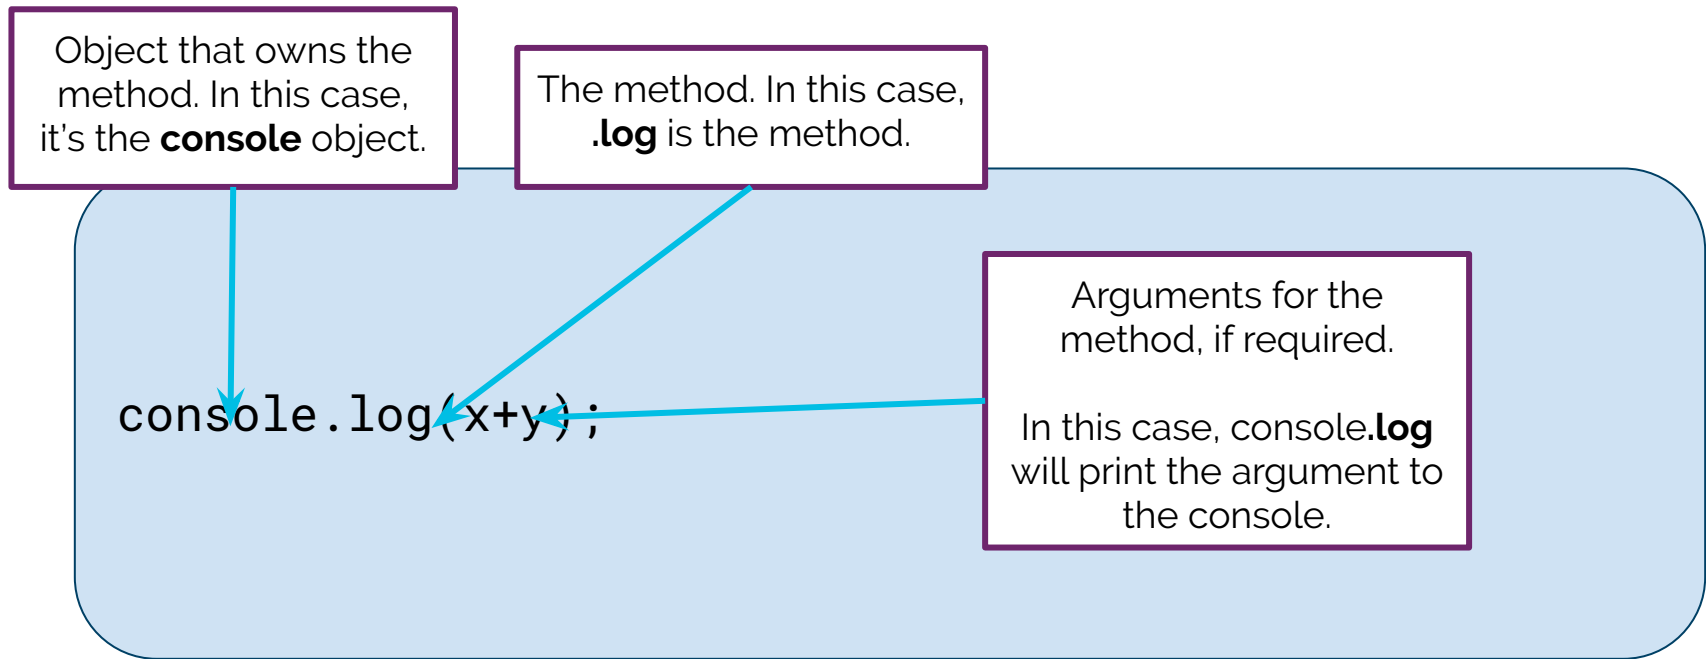 Object that owns the
method. In this case,
it’s the console object.
The method. In this case,
.log is the method.
Arguments for the
method, if required.
In this case, console.log
will print the argument to
the console.
console.log(x+y);